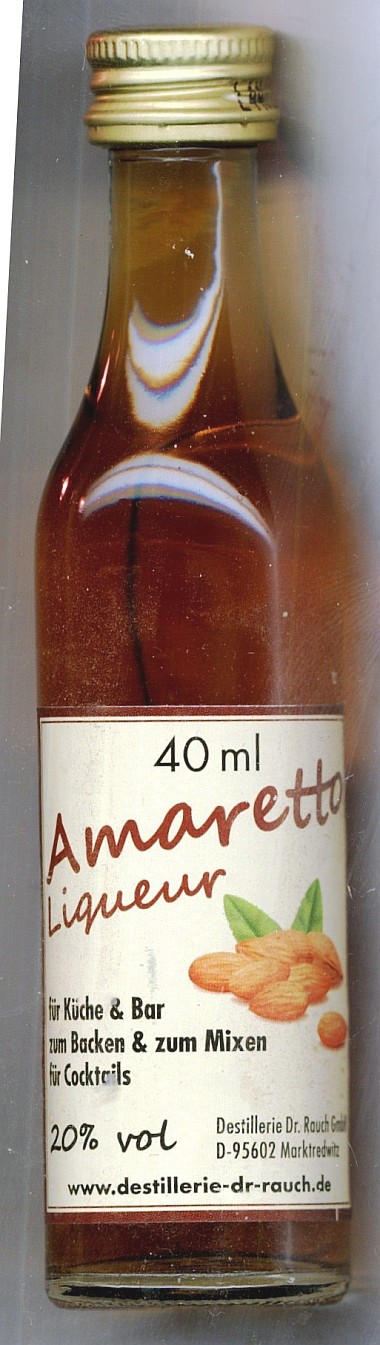 40 ml
Amaretto
Liqueur
für Küche & Bar
zum Backen & zum Mixen
für Cocktails
20% vol
Destillerie Dr. Rauch GmbH
D-95602 Marktredwitz
www.destillerie-dr-rauch.de